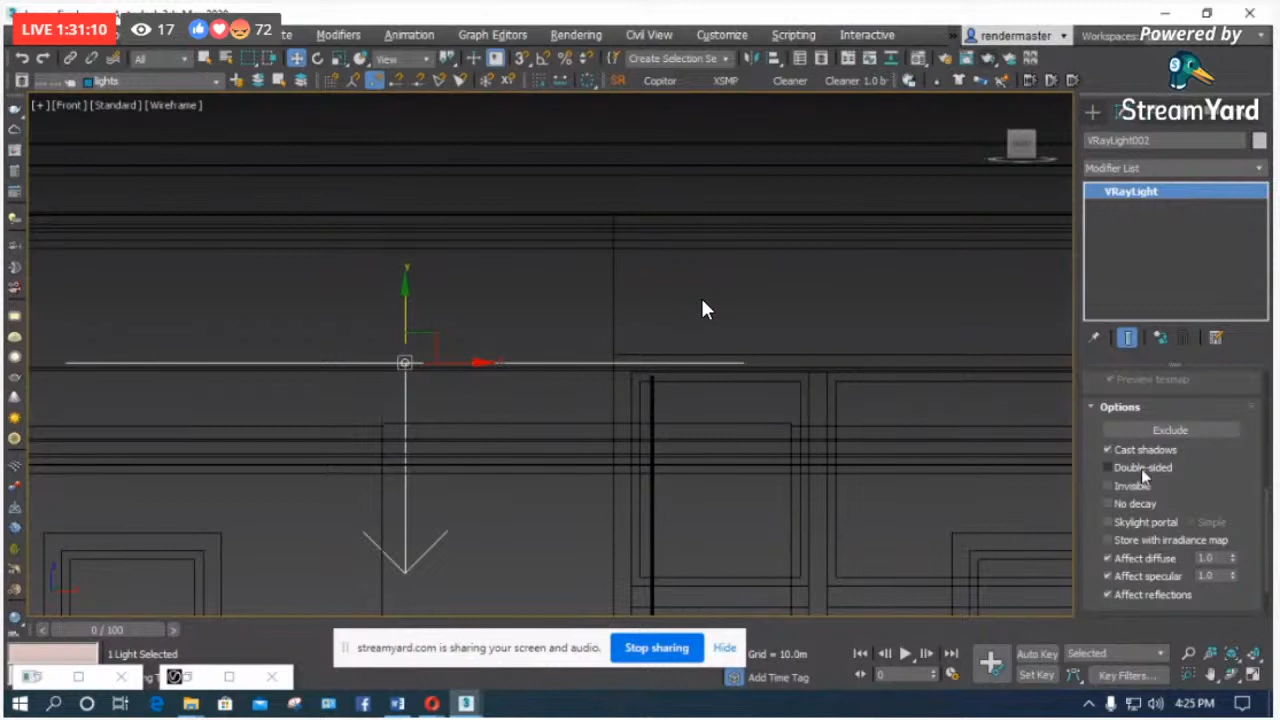 LIVE 1:31:10 17 72
Powered by
StreamYard
Modifiers Animation Graph Editors Rendering Civil View Customize Scripting Interactive rendermaster Workspaces:
All View Create Selection Se
lights Copitor XSMP Cleaner Cleaner 1.0 b
[+] [Front] [Standard] [Wireframe]
VRayLight002
Modifier List
VRayLight
Preview texmap
Options
Exclude
Cast shadows
Double-sided
Invisible
No decay
Skylight portal Simple
Store with irradiance map
Affect diffuse 1.0
Affect specular 1.0
Affect reflections
0 / 100
1 Light Selected
streamyard.com is sharing your screen and audio. Stop sharing Hide
Grid = 10.0m
Add Time Tag
Auto Key Selected
Set Key Key Filters...
0
4:25 PM